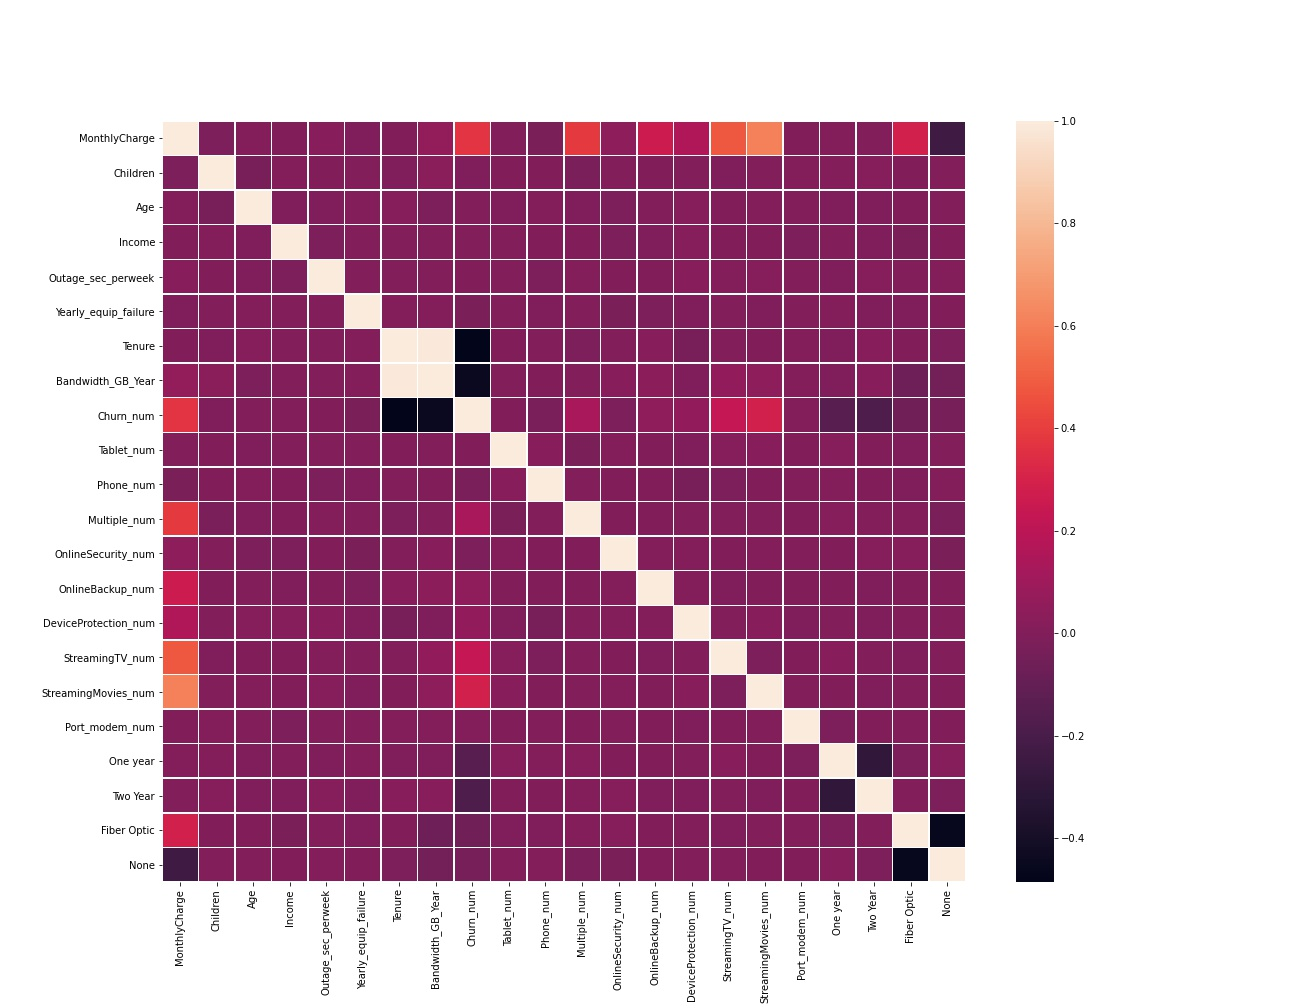 MonthlyCharge
Children
Age
Income
Outage_sec_perweek
Yearly_equip_failure
Tenure
Bandwidth_GB_Year
Churn_num
Tablet_num
Phone_num
Multiple_num
OnlineSecurity_num
OnlineBackup_num
DeviceProtection_num
StreamingTV_num
StreamingMovies_num
Port_modem_num
One year
Two Year
Fiber Optic
None
MonthlyCharge
Children
Age
Income
Outage_sec_perweek
Yearly_equip_failure
Tenure
Bandwidth_GB_Year
Churn_num
Tablet_num
Phone_num
Multiple_num
OnlineSecurity_num
OnlineBackup_num
DeviceProtection_num
StreamingTV_num
StreamingMovies_num
Port_modem_num
One year
Two Year
Fiber Optic
None
1.0
0.8
0.6
0.4
0.2
0.0
−0.2
−0.4